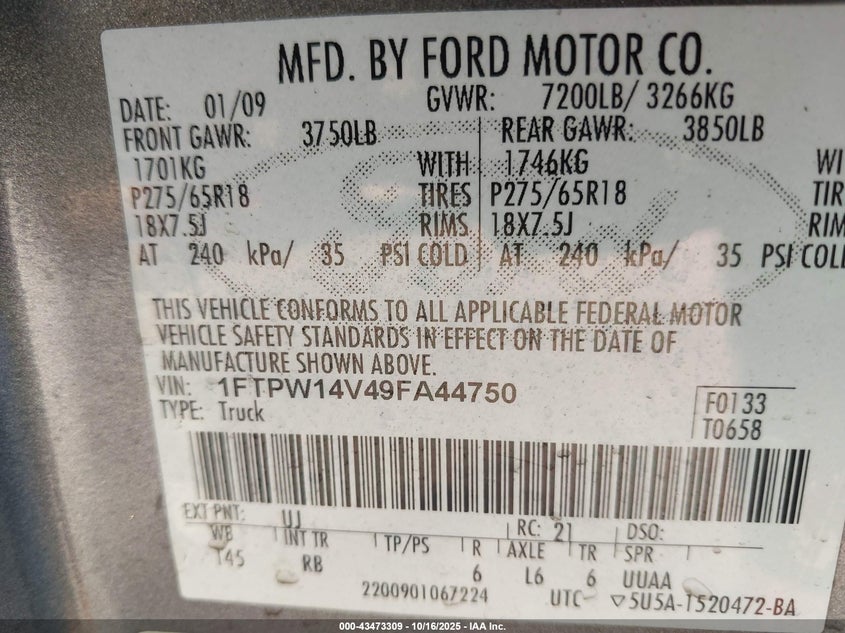 MFD. BY FORD MOTOR CO.
DATE: 01/09 GVWR: 7200LB/ 3266KG
FRONT GAWR: 3750LB REAR GAWR: 3850LB
1701KG WITH 1746KG WI
P275/65R18 TIRES P275/65R18 TIR
18X7.5J RIMS 18X7.5J RIM
AT 240 kPa/ 35 PSI COLD AT 240 kPa/ 35 PSI COL
THIS VEHICLE CONFORMS TO ALL APPLICABLE FEDERAL MOTOR
VEHICLE SAFETY STANDARDS IN EFFECT ON THE DATE OF
MANUFACTURE SHOWN ABOVE.
VIN: 1FTPW14V49FA44750
TYPE: Truck
F0133
T0658
EXT PNT: UJ RC: 21 DSO:
WB INT TR TP/PS R AXLE TR SPR
145 RB 6 L6 6 UUAA
2200901067224 UTC ▽5U5A-1520472-BA
000-43473309 | 10/16/2025 - IAA Inc.